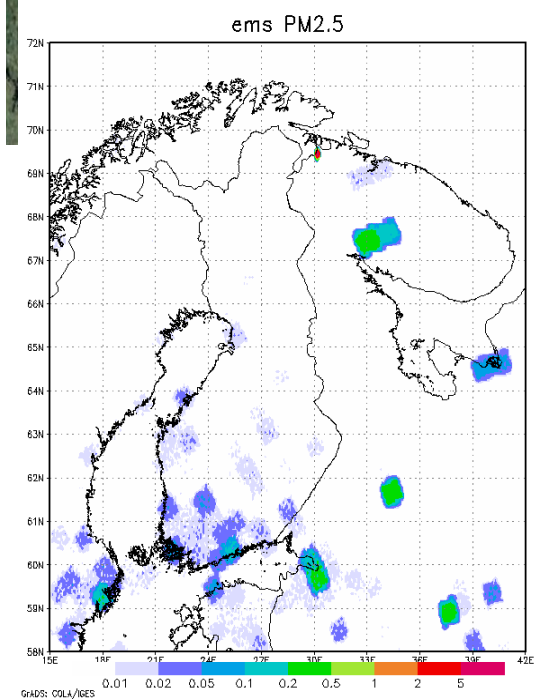 ems PM2.5
72N
71N
70N
69N
68N
67N
66N
65N
64N
63N
62N
61N
60N
59N
58N
15E 18E 21E 24E 27E 30E 33E 36E 39E 42E
0.01 0.02 0.05 0.1 0.2 0.5 1 2 5
GrADS: COLA/IGES